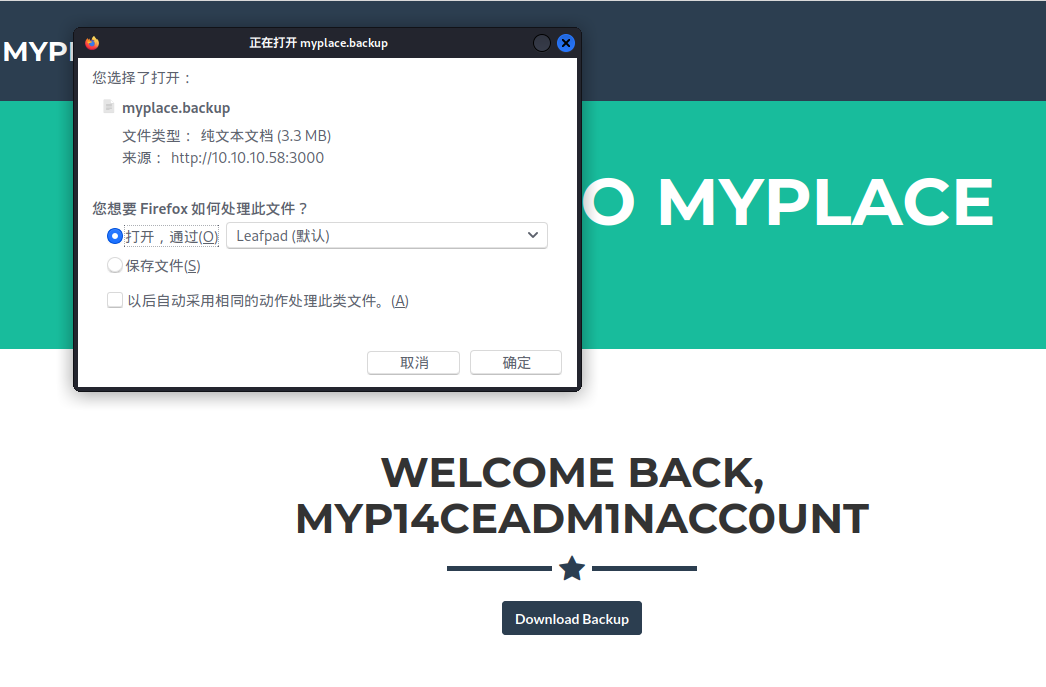 MYPL
正在打开 myplace.backup
您选择了打开：
myplace.backup
文件类型： 纯文本文档 (3.3 MB)
来源： http://10.10.10.58:3000
您想要 Firefox 如何处理此文件？
打开，通过(O) Leafpad (默认)
保存文件(S)
以后自动采用相同的动作处理此类文件。(A)
取消 确定
O MYPLACE
WELCOME BACK,
MYP14CEADM1NACC0UNT
Download Backup